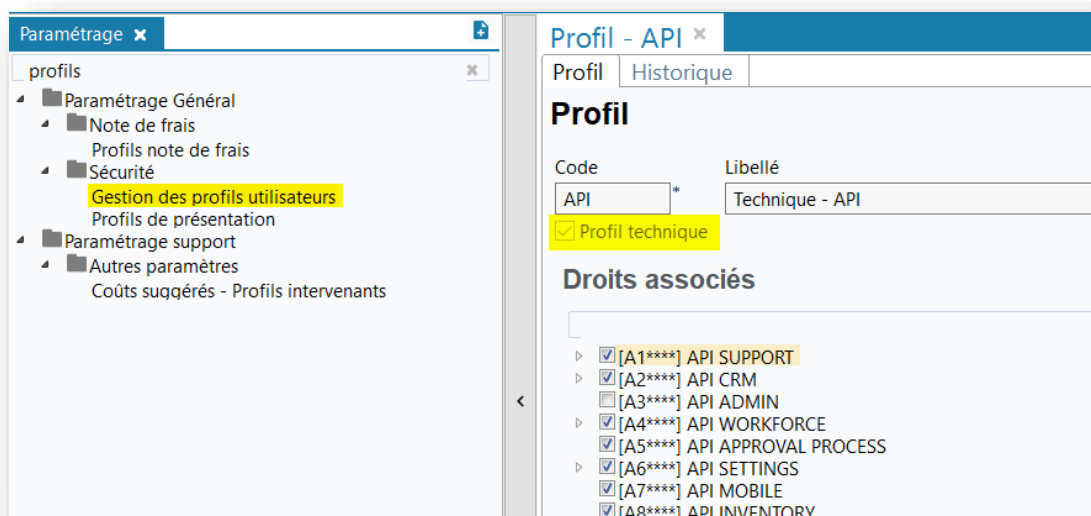 Paramétrage
profils
Paramétrage Général
Note de frais
Profils note de frais
Sécurité
Gestion des profils utilisateurs
Profils de présentation
Paramétrage support
Autres paramètres
Coûts suggérés - Profils intervenants
Profil - API
Profil Historique
Profil
Code Libellé
API * Technique - API
Profil technique
Droits associés
[A1****] API SUPPORT
[A2****] API CRM
[A3****] API ADMIN
[A4****] API WORKFORCE
[A5****] API APPROVAL PROCESS
[A6****] API SETTINGS
[A7****] API MOBILE
[A8****] API INVENTORY